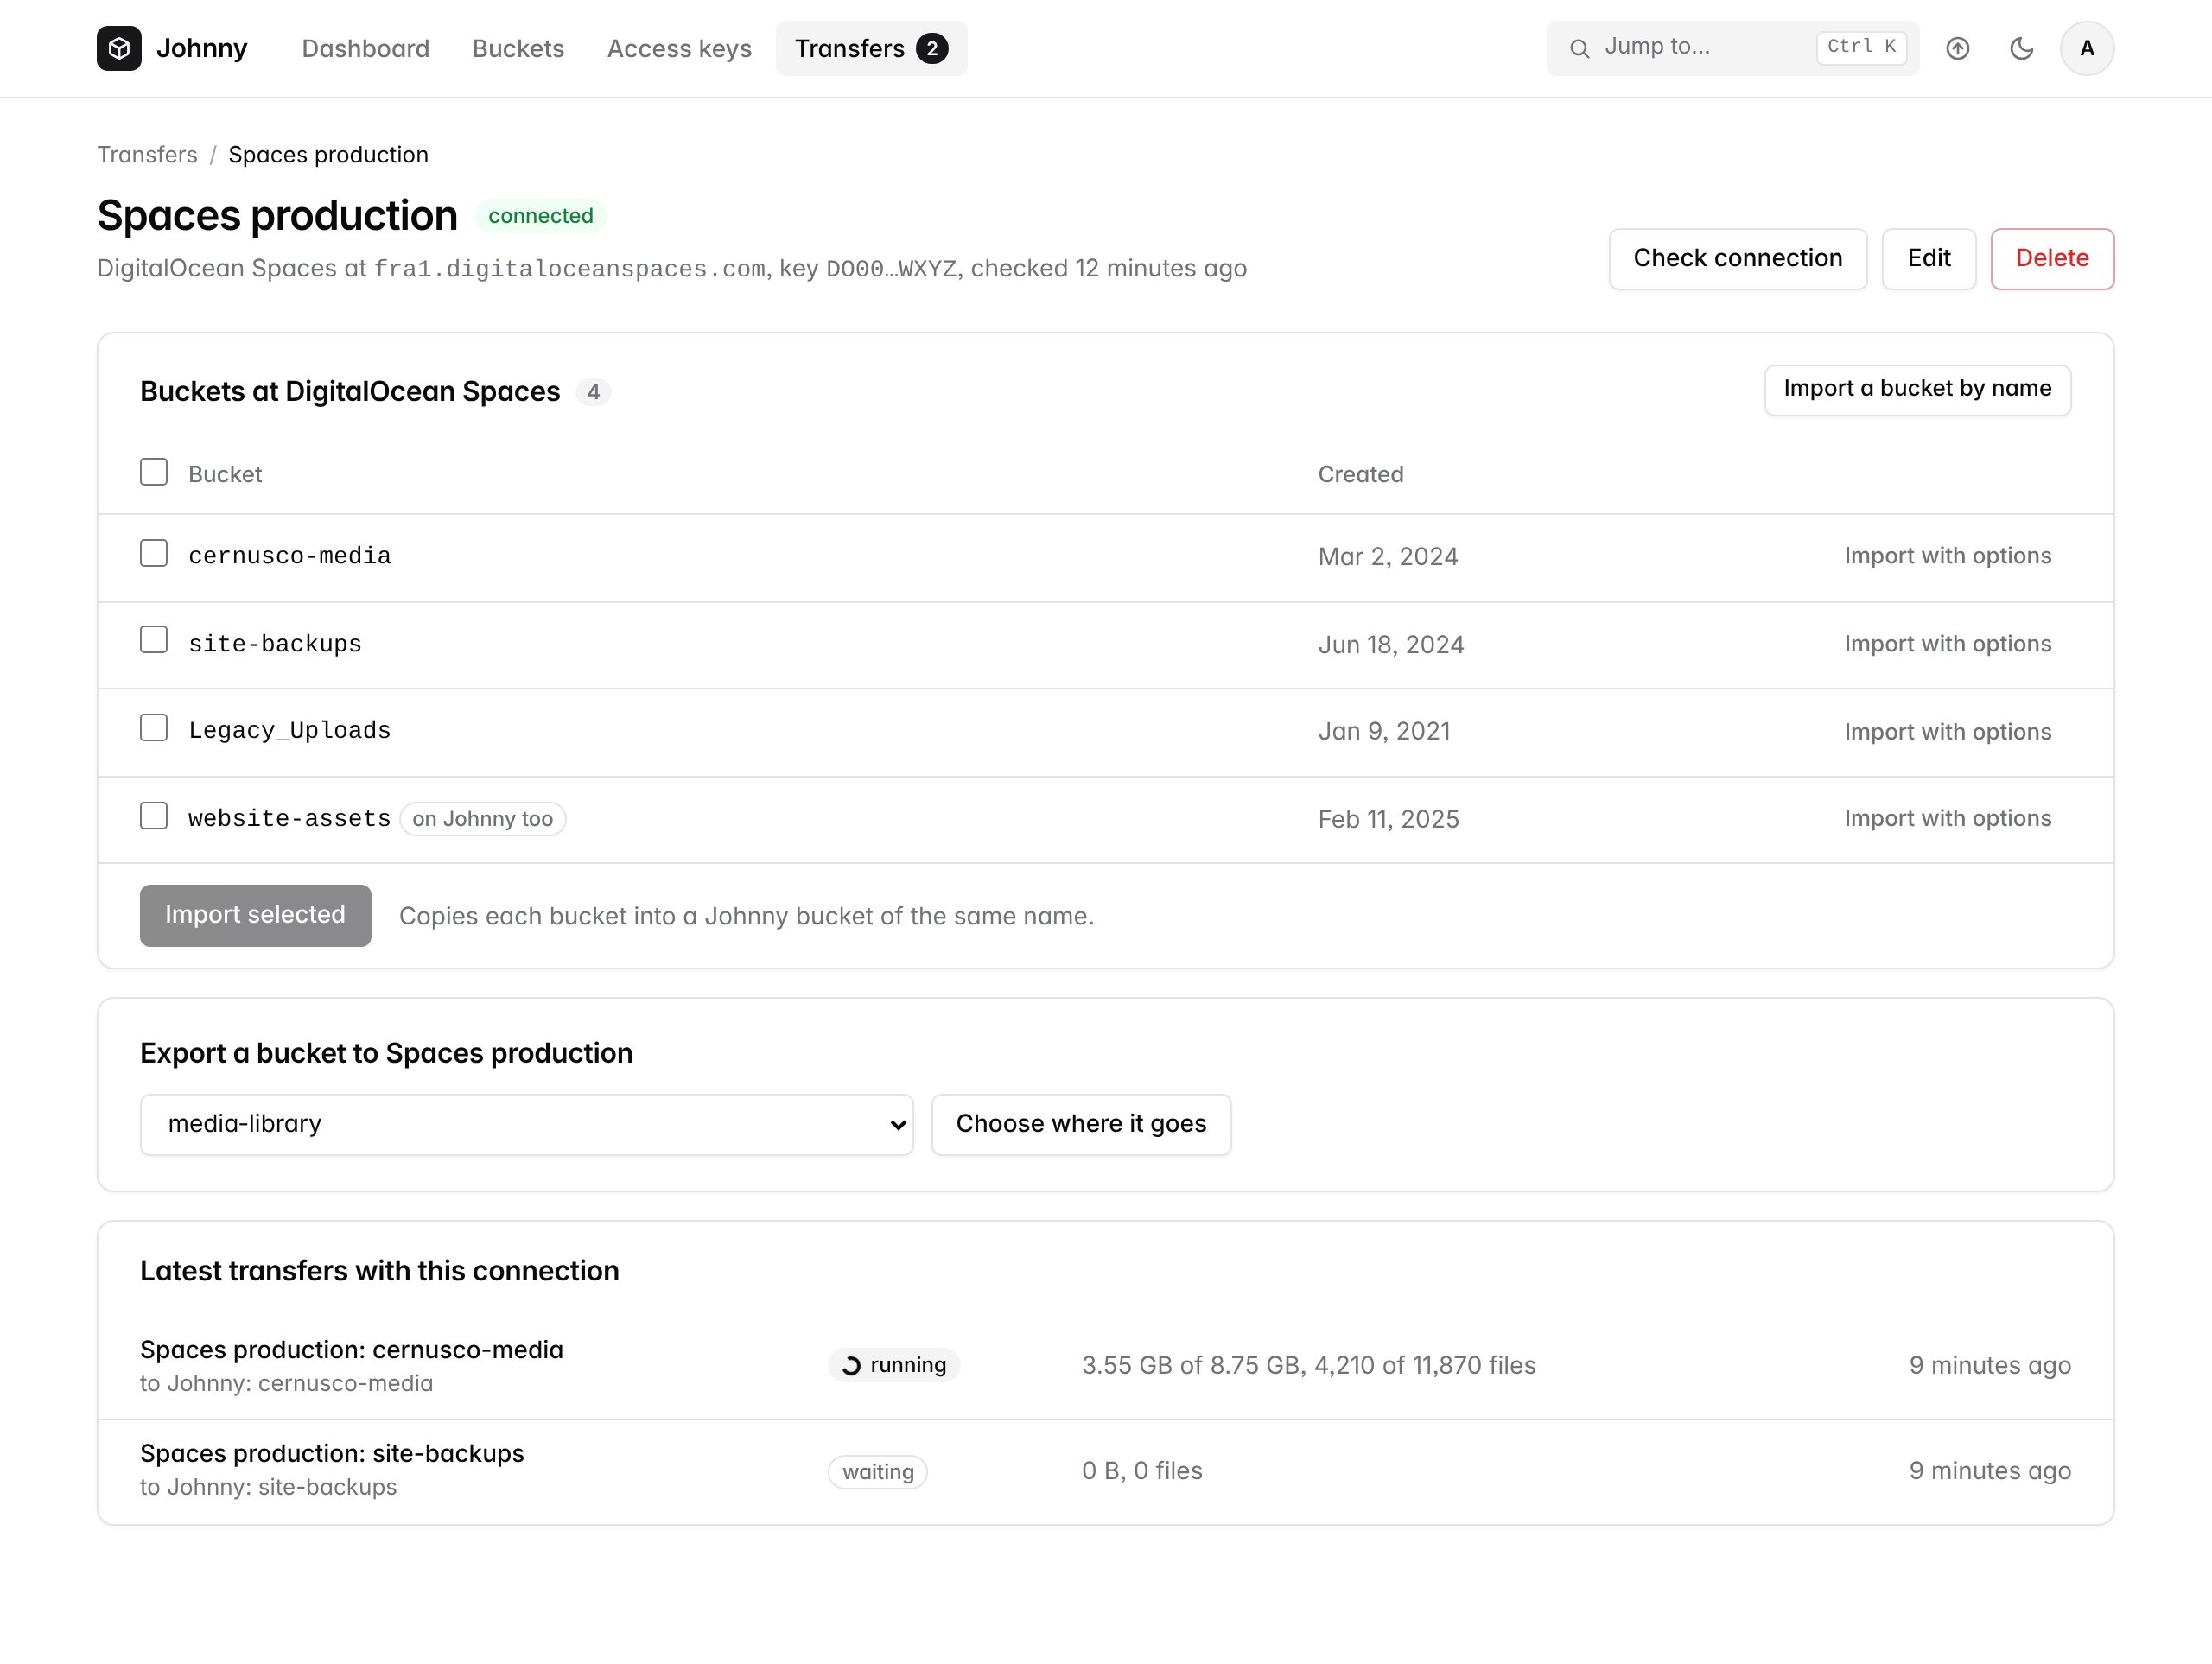 Johnny Dashboard Buckets Access keys Transfers 2 Jump to... Ctrl K A
Transfers / Spaces production
Spaces production connected
DigitalOcean Spaces at fra1.digitaloceanspaces.com, key DO00…WXYZ, checked 12 minutes ago
Check connection Edit Delete
Buckets at DigitalOcean Spaces 4 Import a bucket by name
Bucket Created
cernusco-media Mar 2, 2024 Import with options
site-backups Jun 18, 2024 Import with options
Legacy_Uploads Jan 9, 2021 Import with options
website-assets on Johnny too Feb 11, 2025 Import with options
Import selected Copies each bucket into a Johnny bucket of the same name.
Export a bucket to Spaces production
media-library Choose where it goes
Latest transfers with this connection
Spaces production: cernusco-media
to Johnny: cernusco-media
running 3.55 GB of 8.75 GB, 4,210 of 11,870 files 9 minutes ago
Spaces production: site-backups
to Johnny: site-backups
waiting 0 B, 0 files 9 minutes ago